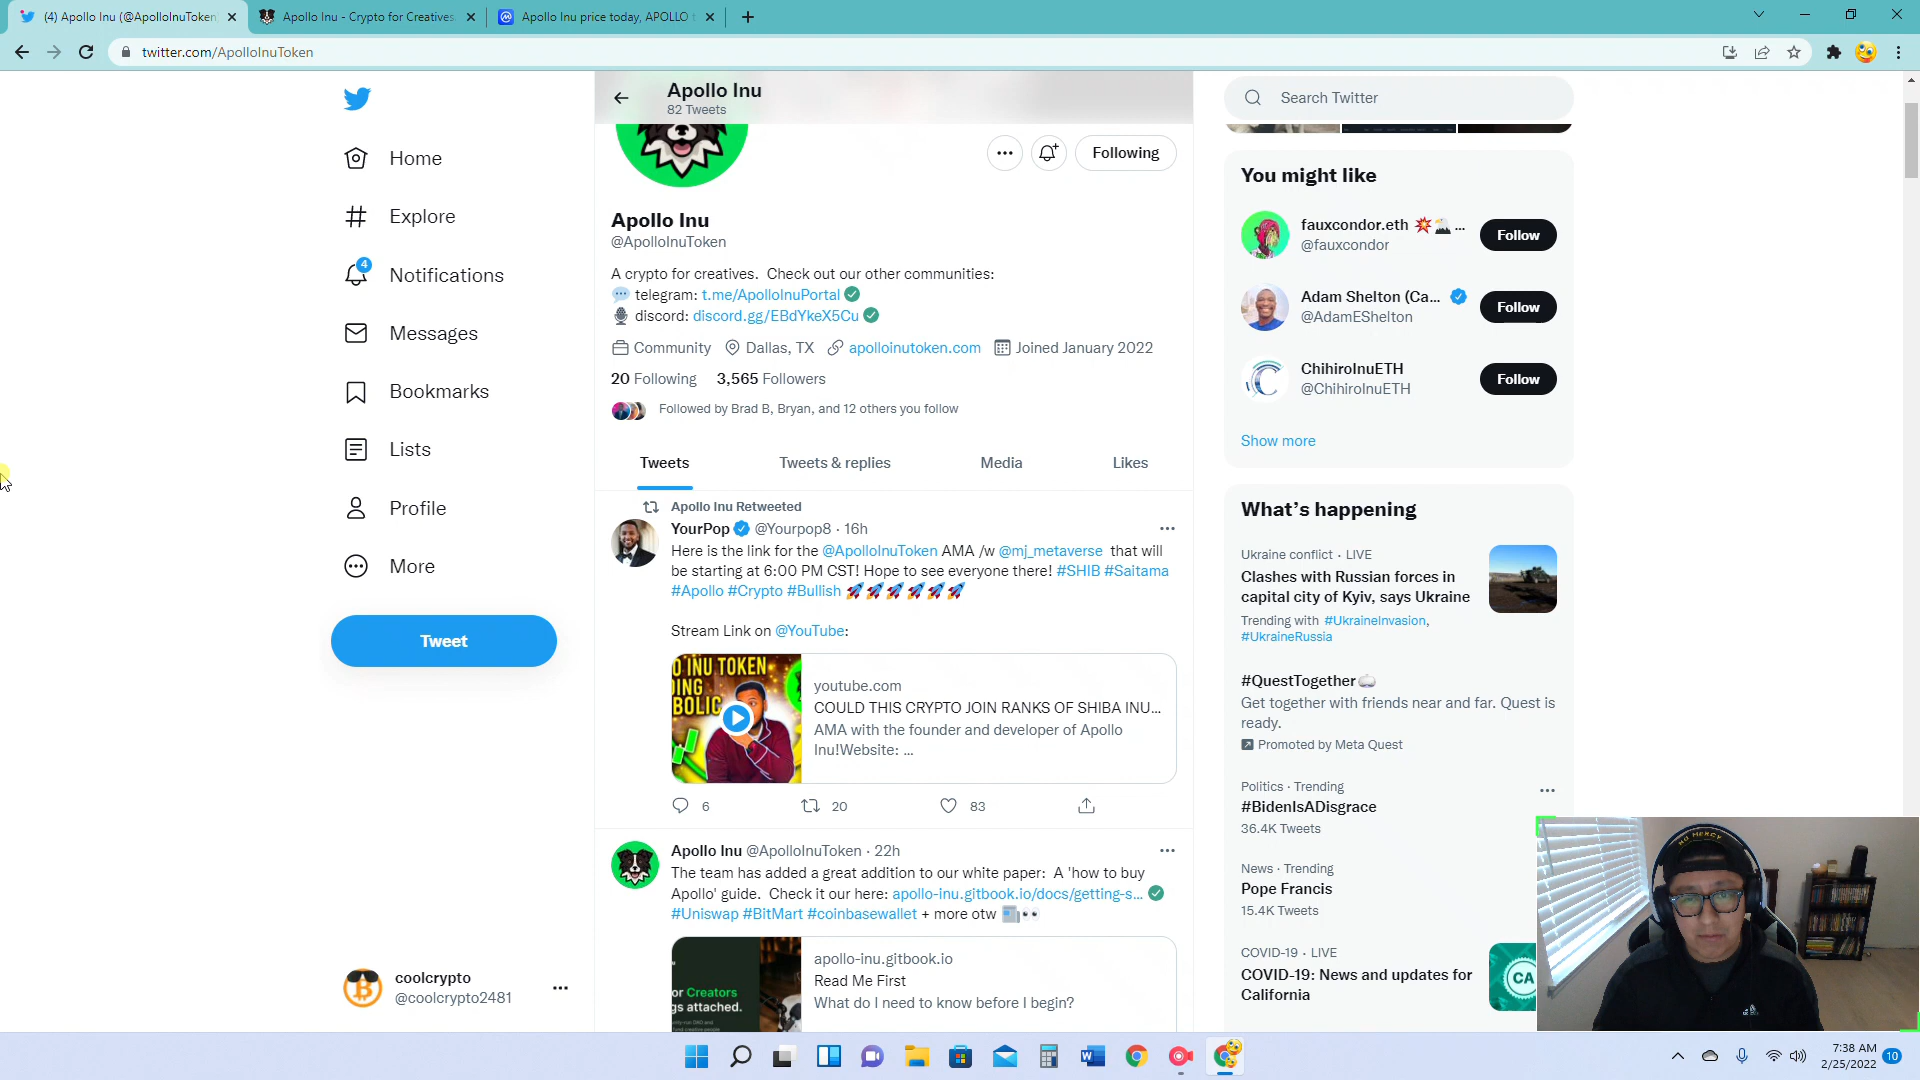 (4) Apollo Inu (@ApolloInuToken
Apollo Inu - Crypto for Creatives.
Apollo Inu price today, APOLLO t
twitter.com/ApolloInuToken
Apollo Inu
82 Tweets
Search Twitter
Home
Explore
4
Notifications
Messages
Bookmarks
Lists
Profile
More
Tweet
coolcrypto
@coolcrypto2481
Following
Apollo Inu
@ApolloInuToken
A crypto for creatives. Check out our other communities:
telegram: t.me/ApolloInuPortal
discord: discord.gg/EBdYkeX5Cu
Community Dallas, TX apolloinutoken.com Joined January 2022
20 Following 3,565 Followers
Followed by Brad B, Bryan, and 12 others you follow
Tweets Tweets & replies Media Likes
Apollo Inu Retweeted
YourPop @Yourpop8 · 16h
Here is the link for the @ApolloInuToken AMA /w @mj_metaverse that will
be starting at 6:00 PM CST! Hope to see everyone there! #SHIB #Saitama
#Apollo #Crypto #Bullish 🚀🚀🚀🚀🚀🚀
Stream Link on @YouTube:
O INU TOKEN
youtube.com
COULD THIS CRYPTO JOIN RANKS OF SHIBA INU...
AMA with the founder and developer of Apollo
Inu!Website: ...
6 20 83
Apollo Inu @ApolloInuToken · 22h
The team has added a great addition to our white paper: A 'how to buy
Apollo' guide. Check it our here: apollo-inu.gitbook.io/docs/getting-s...
#Uniswap #BitMart #coinbasewallet + more otw
or Creators
gs attached.
apollo-inu.gitbook.io
Read Me First
What do I need to know before I begin?
You might like
fauxcondor.eth 💥 ...
@fauxcondor
Follow
Adam Shelton (Ca...
@AdamEShelton
Follow
ChihiroInuETH
@ChihiroInuETH
Follow
Show more
What's happening
Ukraine conflict · LIVE
Clashes with Russian forces in
capital city of Kyiv, says Ukraine
Trending with #UkraineInvasion,
#UkraineRussia
#QuestTogether
Get together with friends near and far. Quest is
ready.
Promoted by Meta Quest
Politics · Trending
#BidenIsADisgrace
36.4K Tweets
News · Trending
Pope Francis
15.4K Tweets
COVID-19 · LIVE
COVID-19: News and updates for
California
CA
NO MERCY
7:38 AM
2/25/2022
10